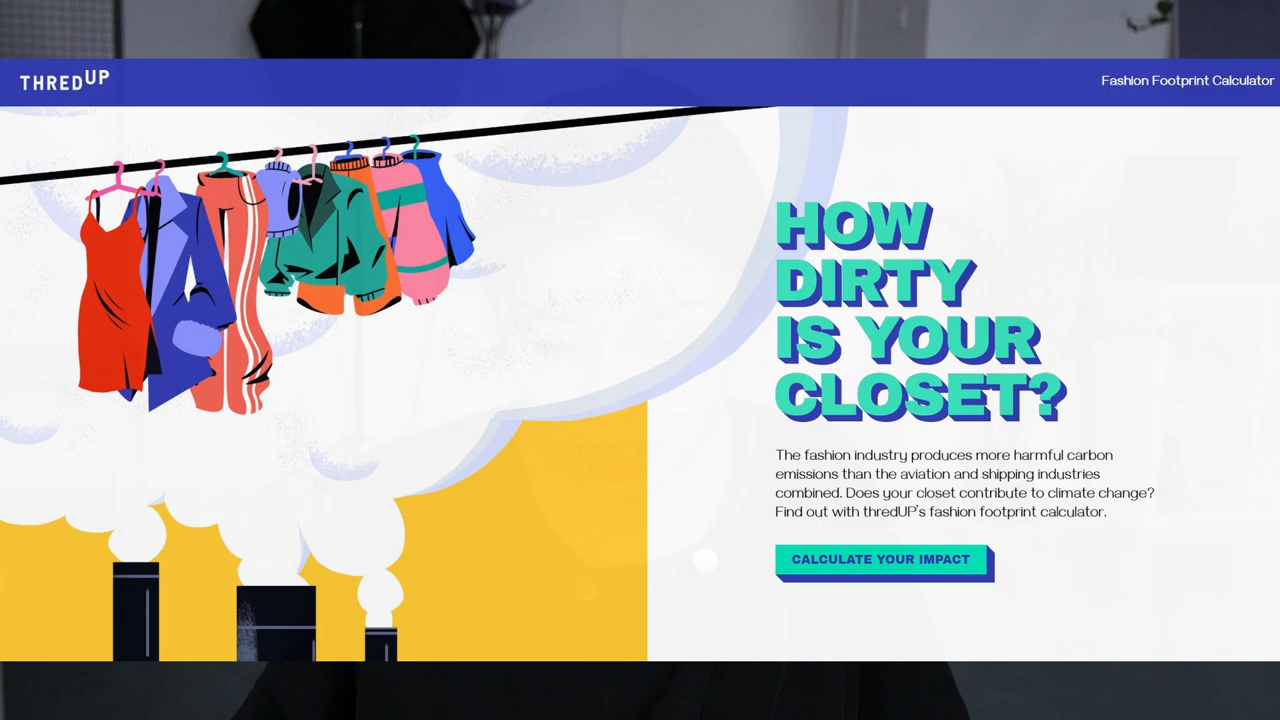 THREDUP
Fashion Footprint Calculator
HOW
DIRTY
IS YOUR
CLOSET?
The fashion industry produces more harmful carbon
emissions than the aviation and shipping industries
combined. Does your closet contribute to climate change?
Find out with thredUP's fashion footprint calculator.
CALCULATE YOUR IMPACT